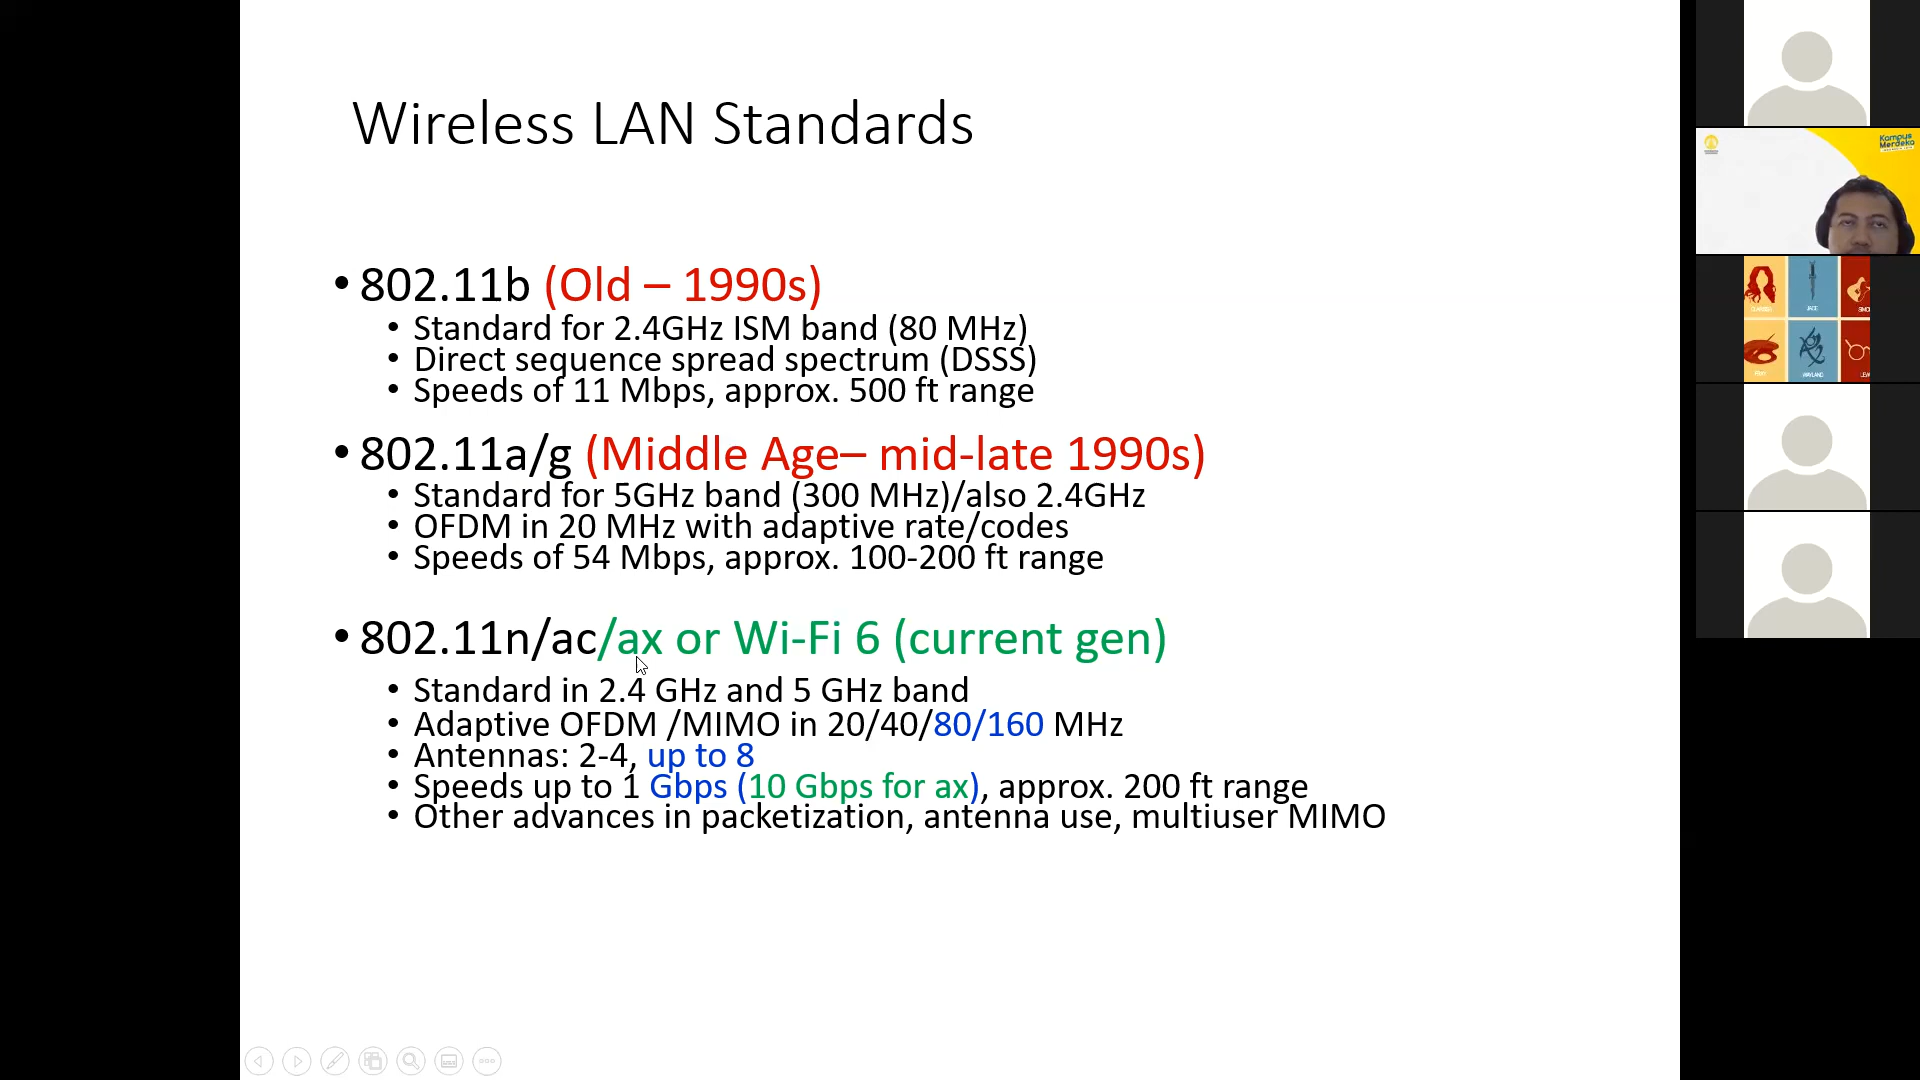 Wireless LAN Standards
• 802.11b (Old – 1990s)
• Standard for 2.4GHz ISM band (80 MHz)
• Direct sequence spread spectrum (DSSS)
• Speeds of 11 Mbps, approx. 500 ft range
• 802.11a/g (Middle Age– mid-late 1990s)
• Standard for 5GHz band (300 MHz)/also 2.4GHz
• OFDM in 20 MHz with adaptive rate/codes
• Speeds of 54 Mbps, approx. 100-200 ft range
• 802.11n/ac/ax or Wi-Fi 6 (current gen)
• Standard in 2.4 GHz and 5 GHz band
• Adaptive OFDM /MIMO in 20/40/80/160 MHz
• Antennas: 2-4, up to 8
• Speeds up to 1 Gbps (10 Gbps for ax), approx. 200 ft range
• Other advances in packetization, antenna use, multiuser MIMO
Kampus
Merdeka
JACE